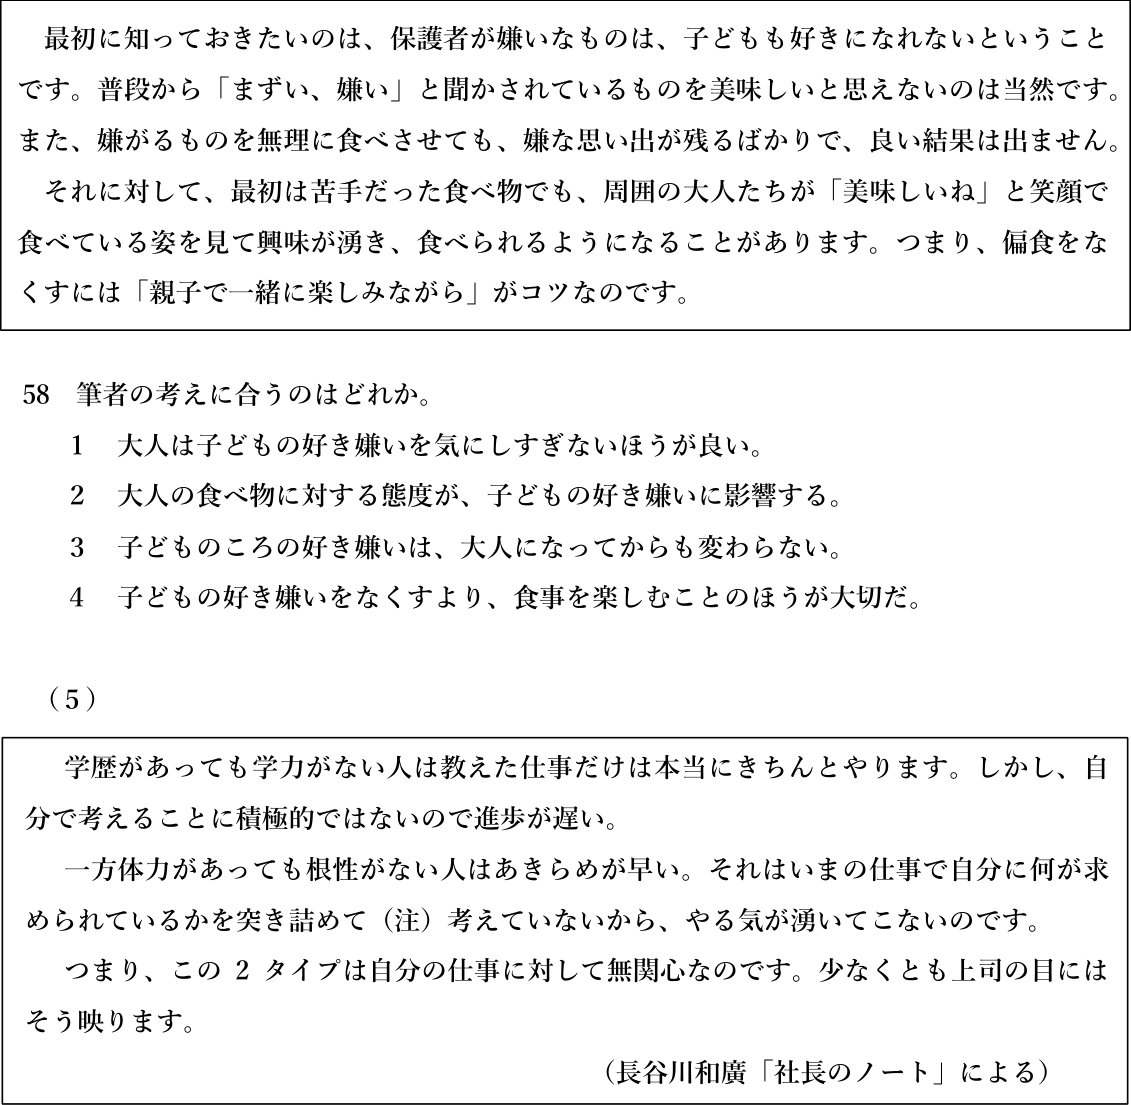 最初に知っておきたいのは、保護者が嫌いなものは、子どもも好きになれないということ
です。普段から「まずい、嫌い」と聞かされているものを美味しいと思えないのは当然です。
また、嫌がるものを無理に食べさせても、嫌な思い出が残るばかりで、良い結果は出ません。
それに対して、最初は苦手だった食べ物でも、周囲の大人たちが「美味しいね」と笑顔で
食べている姿を見て興味が湧き、食べられるようになることがあります。つまり、偏食をな
くすには「親子で一緒に楽しみながら」がコツなのです。
58 筆者の考えに合うのはどれか。
1 大人は子どもの好き嫌いを気にしすぎないほうが良い。
2 大人の食べ物に対する態度が、子どもの好き嫌いに影響する。
3 子どものころの好き嫌いは、大人になってからも変わらない。
4 子どもの好き嫌いをなくすより、食事を楽しむことのほうが大切だ。
（5）
学歴があっても学力がない人は教えた仕事だけは本当にきちんとやります。しかし、自
分で考えることに積極的ではないので進歩が遅い。
一方体力があっても根性がない人はあきらめが早い。それはいまの仕事で自分に何が求
められているかを突き詰めて（注）考えていないから、やる気が湧いてこないのです。
つまり、この 2 タイプは自分の仕事に対して無関心なのです。少なくとも上司の目には
そう映ります。
（長谷川和廣「社長のノート」による）